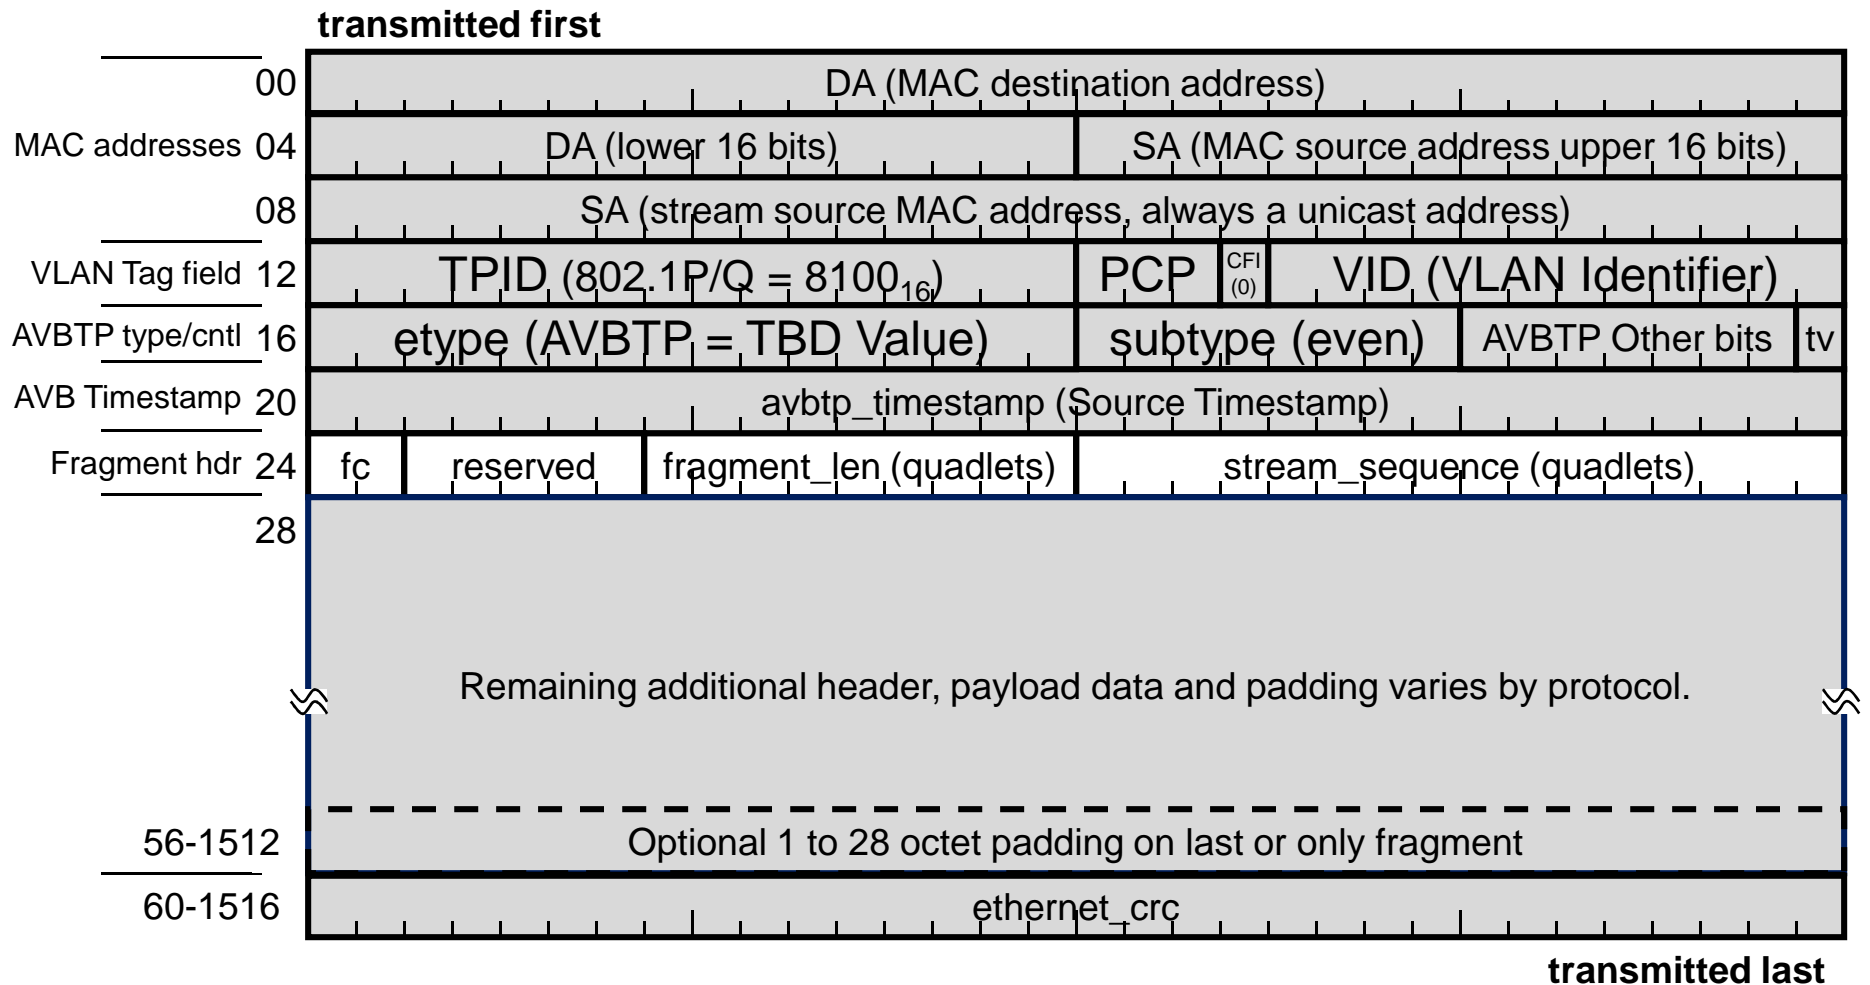 transmitted first
00 DA (MAC destination address)
MAC addresses 04 DA (lower 16 bits) SA (MAC source address upper 16 bits)
08 SA (stream source MAC address, always a unicast address)
VLAN Tag field 12 TPID (802.1P/Q = 8100₁₆) PCP CFI (0) VID (VLAN Identifier)
AVBTP type/cntl 16 etype (AVBTP = TBD Value) subtype (even) AVBTP Other bits tv
AVB Timestamp 20 avbtp_timestamp (Source Timestamp)
Fragment hdr 24 fc reserved fragment_len (quadlets) stream_sequence (quadlets)
28
Remaining additional header, payload data and padding varies by protocol.
56-1512 Optional 1 to 28 octet padding on last or only fragment
60-1516 ethernet_crc
transmitted last